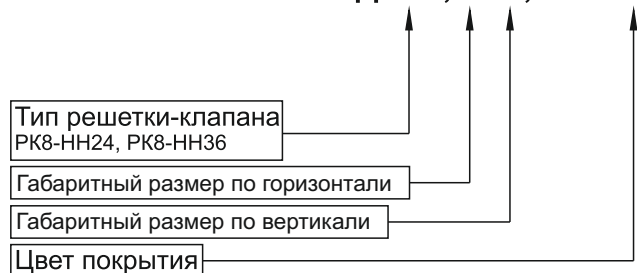 Тип решетки-клапана
РК8-НН24, РК8-НН36
Габаритный размер по горизонтали
Габаритный размер по вертикали
Цвет покрытия